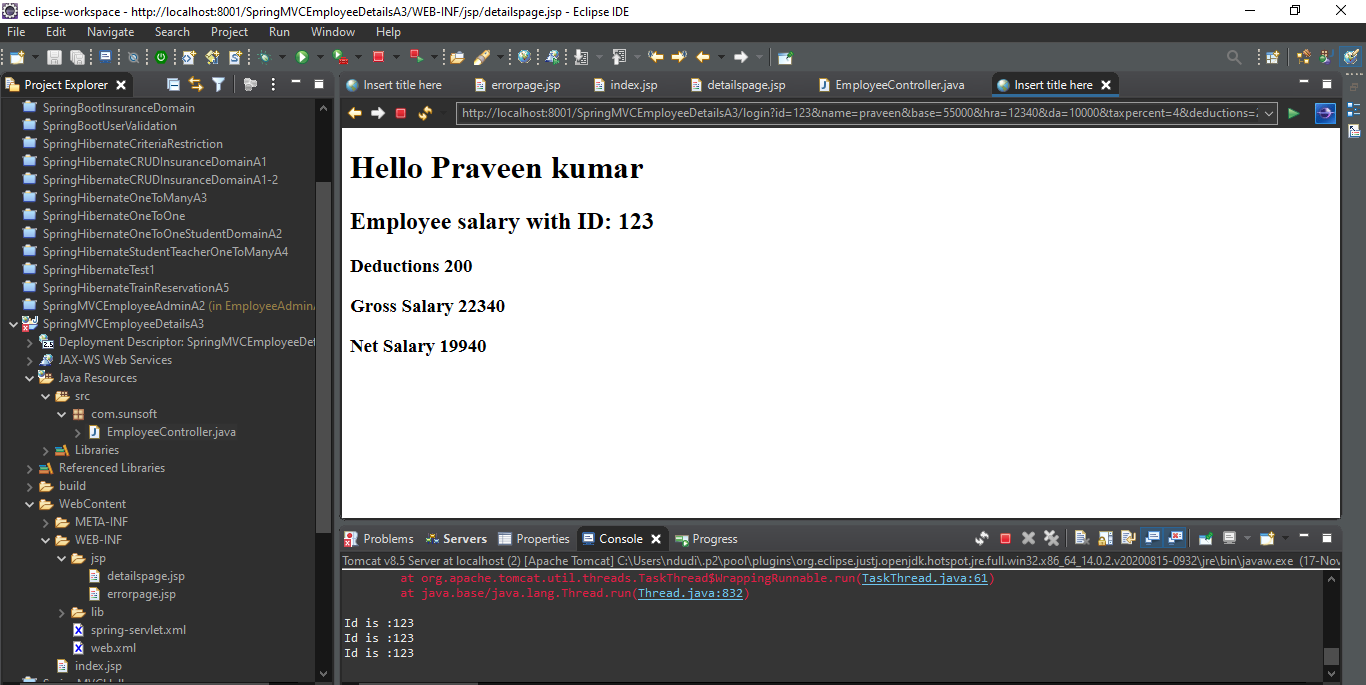 eclipse-workspace - http://localhost:8001/SpringMVCEmployeeDetailsA3/WEB-INF/jsp/detailspage.jsp - Eclipse IDE
File Edit Navigate Search Project Run Window Help
Project Explorer
SpringBootInsuranceDomain
SpringBootUserValidation
SpringHibernateCriteriaRestriction
SpringHibernateCRUDInsuranceDomainA1
SpringHibernateCRUDInsuranceDomainA1-2
SpringHibernateOneToManyA3
SpringHibernateOneToOne
SpringHibernateOneToOneStudentDomainA2
SpringHibernateStudentTeacherOneToManyA4
SpringHibernateTest1
SpringHibernateTrainReservationA5
SpringMVCEmployeeAdminA2 (in EmployeeAdmin
SpringMVCEmployeeDetailsA3
Deployment Descriptor: SpringMVCEmployeeDet
JAX-WS Web Services
Java Resources
src
com.sunsoft
EmployeeController.java
Libraries
Referenced Libraries
build
WebContent
META-INF
WEB-INF
jsp
detailspage.jsp
errorpage.jsp
lib
spring-servlet.xml
web.xml
index.jsp
Insert title here errorpage.jsp index.jsp detailspage.jsp EmployeeController.java Insert title here
http://localhost:8001/SpringMVCEmployeeDetailsA3/login?id=123&name=praveen&base=55000&hra=12340&da=10000&taxpercent=4&deductions=
Hello Praveen kumar
Employee salary with ID: 123
Deductions 200
Gross Salary 22340
Net Salary 19940
Problems Servers Properties Console Progress
Tomcat v8.5 Server at localhost (2) [Apache Tomcat] C:\Users\ndudi\.p2\pool\plugins\org.eclipse.justj.openjdk.hotspot.jre.full.win32.x86_64_14.0.2.v20200815-0932\jre\bin\javaw.exe (17-Nov
at org.apache.tomcat.util.threads.TaskThread$WrappingRunnable.run(TaskThread.java:61)
at java.base/java.lang.Thread.run(Thread.java:832)
Id is :123
Id is :123
Id is :123